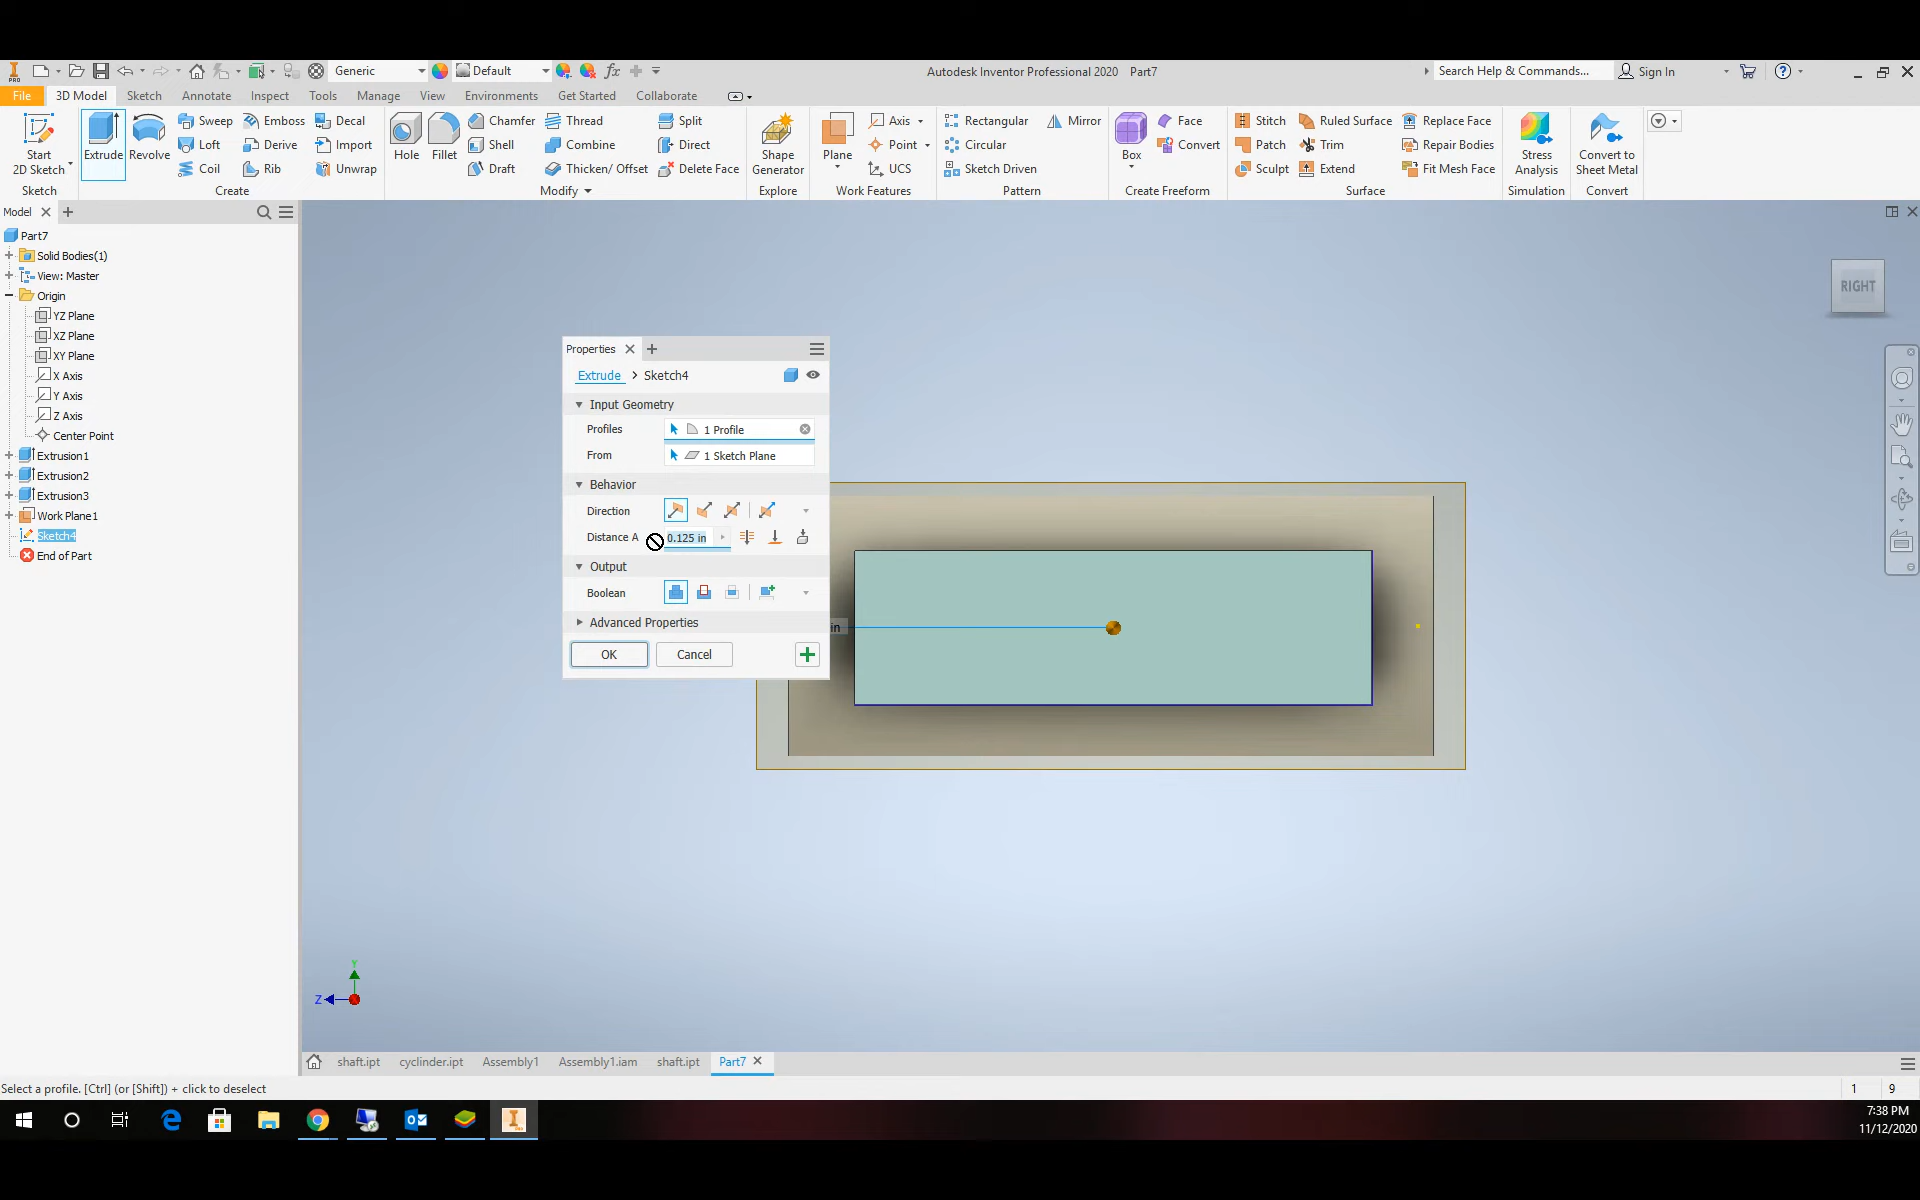 Generic
Default
fx
Autodesk Inventor Professional 2020 Part7
Search Help & Commands...
Sign In
File
3D Model
Sketch
Annotate
Inspect
Tools
Manage
View
Environments
Get Started
Collaborate
Start
2D Sketch
Extrude
Revolve
Sweep
Loft
Coil
Emboss
Derive
Rib
Decal
Import
Unwrap
Hole
Fillet
Chamfer
Shell
Draft
Thread
Combine
Thicken/ Offset
Split
Direct
Delete Face
Shape
Generator
Plane
Axis
Point
UCS
Rectangular
Circular
Sketch Driven
Mirror
Box
Face
Convert
Stitch
Patch
Sculpt
Ruled Surface
Trim
Extend
Replace Face
Repair Bodies
Fit Mesh Face
Stress
Analysis
Convert to
Sheet Metal
Sketch
Create
Modify
Explore
Work Features
Pattern
Create Freeform
Surface
Simulation
Convert
Model
Part7
Solid Bodies(1)
View: Master
Origin
YZ Plane
XZ Plane
XY Plane
X Axis
Y Axis
Z Axis
Center Point
Extrusion1
Extrusion2
Extrusion3
Work Plane1
Sketch4
End of Part
RIGHT
Properties
Extrude > Sketch4
Input Geometry
Profiles 1 Profile
From 1 Sketch Plane
Behavior
Direction
Distance A 0.125 in
Output
Boolean
Advanced Properties
OK
Cancel
in
Y
Z
shaft.ipt
cyclinder.ipt
Assembly1
Assembly1.iam
shaft.ipt
Part7
Select a profile. [Ctrl] (or [Shift]) + click to deselect
1
9
7:38 PM
11/12/2020